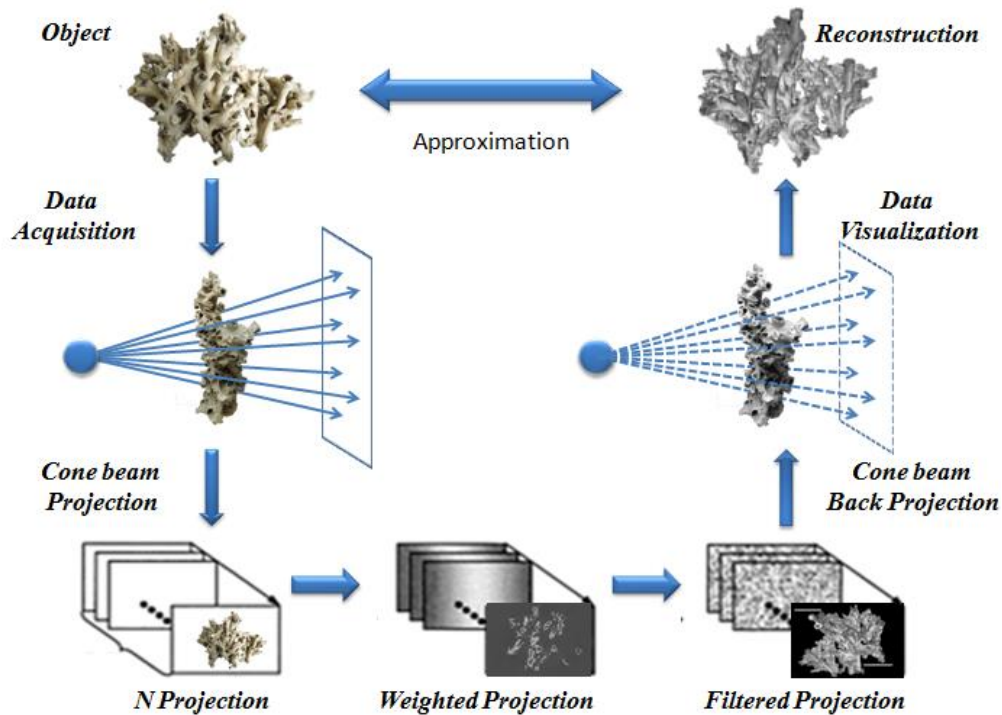 Object
Reconstruction
Approximation
Data
Acquisition
Data
Visualization
Cone beam
Projection
Cone beam
Back Projection
N Projection
Weighted Projection
Filtered Projection